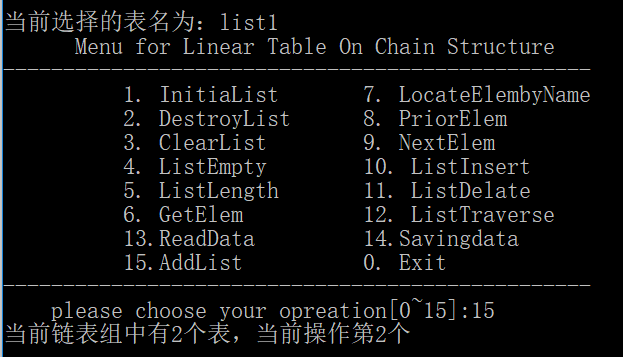 当前选择的表名为：list1
Menu for Linear Table On Chain Structure
-------------------------------------------------
1. InitiaList 7. LocateElembyName
2. DestroyList 8. PriorElem
3. ClearList 9. NextElem
4. ListEmpty 10. ListInsert
5. ListLength 11. ListDelate
6. GetElem 12. ListTraverse
13.ReadData 14.Savingdata
15.AddList 0. Exit
-------------------------------------------------
please choose your opreation[0~15]:15
当前链表组中有2个表，当前操作第2个